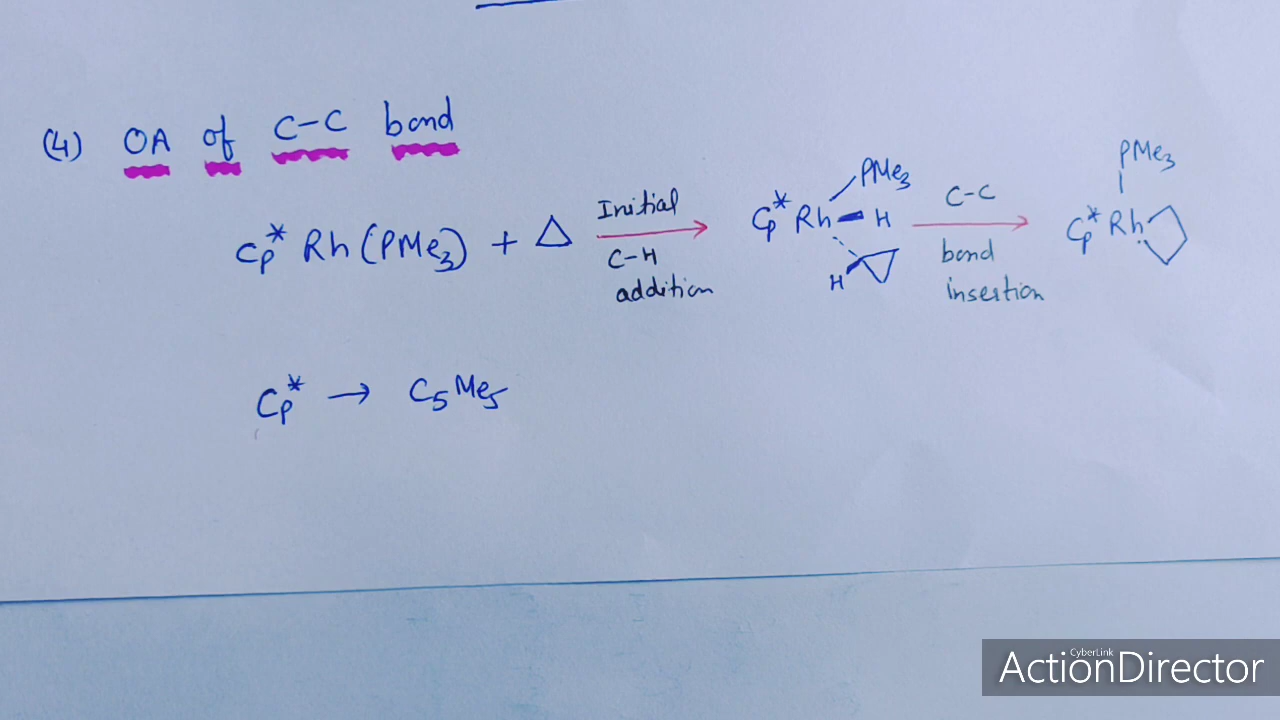 (4) OA of C-C bond
Cp* Rh (PMe3) + △
Initial
C-H
addition
PMe3
Cp* Rh H
H
C-C
bond
insertion
PMe3
Cp* Rh
Cp* → C5Me5
CyberLink
ActionDirector